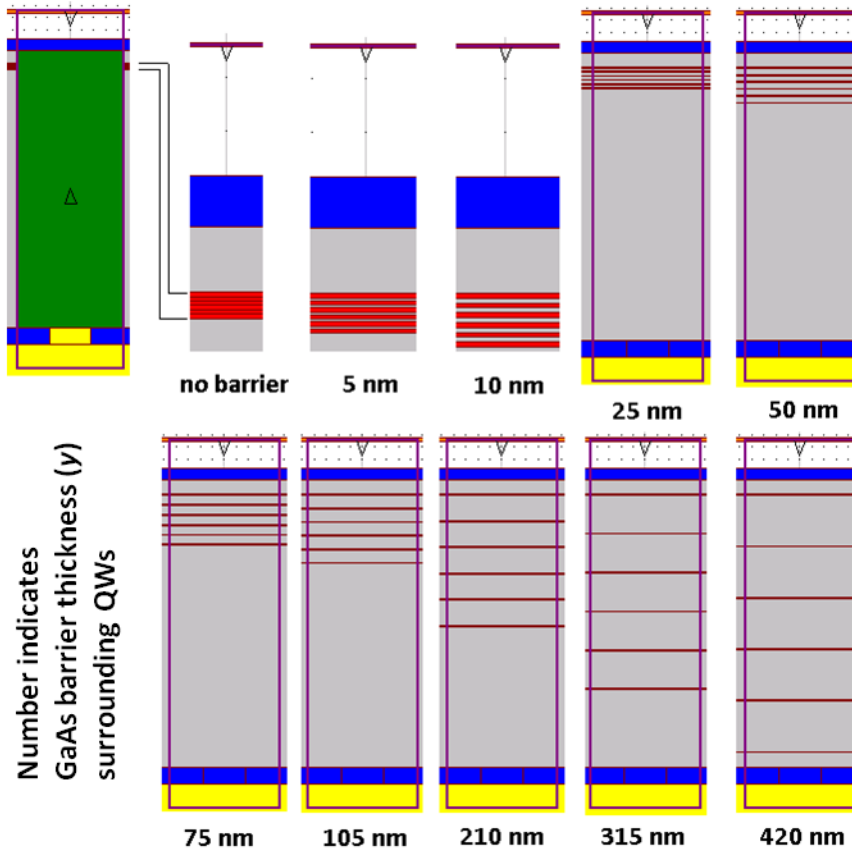 no barrier
5 nm
10 nm
25 nm
50 nm
Number indicates
GaAs barrier thickness (y)
surrounding QWs
75 nm
105 nm
210 nm
315 nm
420 nm